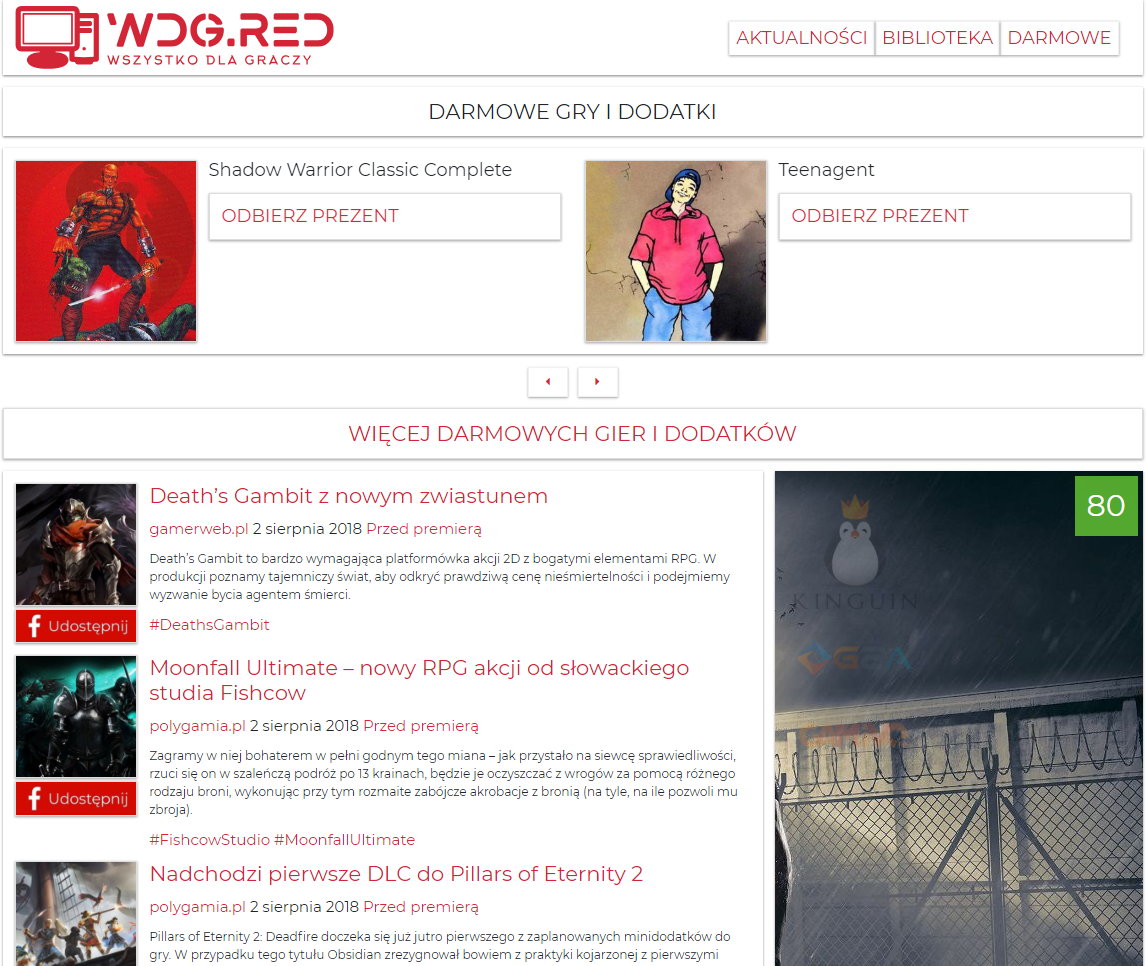 WDG.RED
WSZYSTKO DLA GRACZY
AKTUALNOŚCI BIBLIOTEKA DARMOWE
DARMOWE GRY I DODATKI
Shadow Warrior Classic Complete
ODBIERZ PREZENT
Teenagent
ODBIERZ PREZENT
WIĘCEJ DARMOWYCH GIER I DODATKÓW
Death’s Gambit z nowym zwiastunem
gamerweb.pl 2 sierpnia 2018 Przed premierą
Death’s Gambit to bardzo wymagająca platformówka akcji 2D z bogatymi elementami RPG. W
produkcji poznamy tajemniczy świat, aby odkryć prawdziwą cenę nieśmiertelności i podejmiemy
wyzwanie bycia agentem śmierci.
Udostępnij
#DeathsGambit
Moonfall Ultimate – nowy RPG akcji od słowackiego
studia Fishcow
polygamia.pl 2 sierpnia 2018 Przed premierą
Zagramy w niej bohaterem w pełni godnym tego miana – jak przystało na siewcę sprawiedliwości,
rzuci się on w szaleńczą podróż po 13 krainach, będzie je oczyszczać z wrogów za pomocą różnego
rodzaju broni, wykonując przy tym rozmaite zabójcze akrobacje z bronią (na tyle, na ile pozwoli mu
zbroja).
Udostępnij
#FishcowStudio #MoonfallUltimate
Nadchodzi pierwsze DLC do Pillars of Eternity 2
polygamia.pl 2 sierpnia 2018 Przed premierą
Pillars of Eternity 2: Deadfire doczeka się już jutro pierwszego z zaplanowanych minidodatków do
gry. W przypadku tego tytułu Obsidian zrezygnował bowiem z praktyki kojarzonej z pierwszymi
80
KINGUIN
G2A